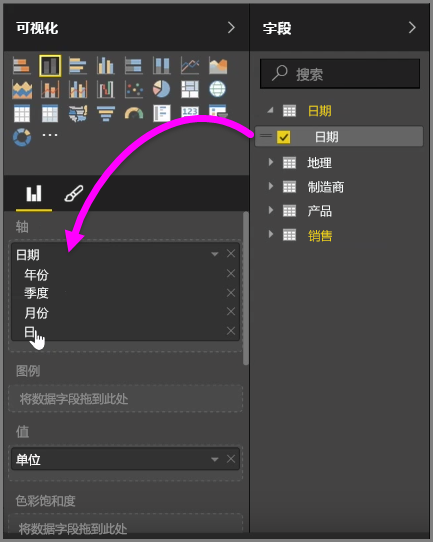 可视化
字段
搜索
日期
日期
地理
制造商
产品
销售
轴
日期
年份
季度
月份
日
图例
将数据字段拖到此处
值
单位
色彩饱和度
将数据字段拖到此处